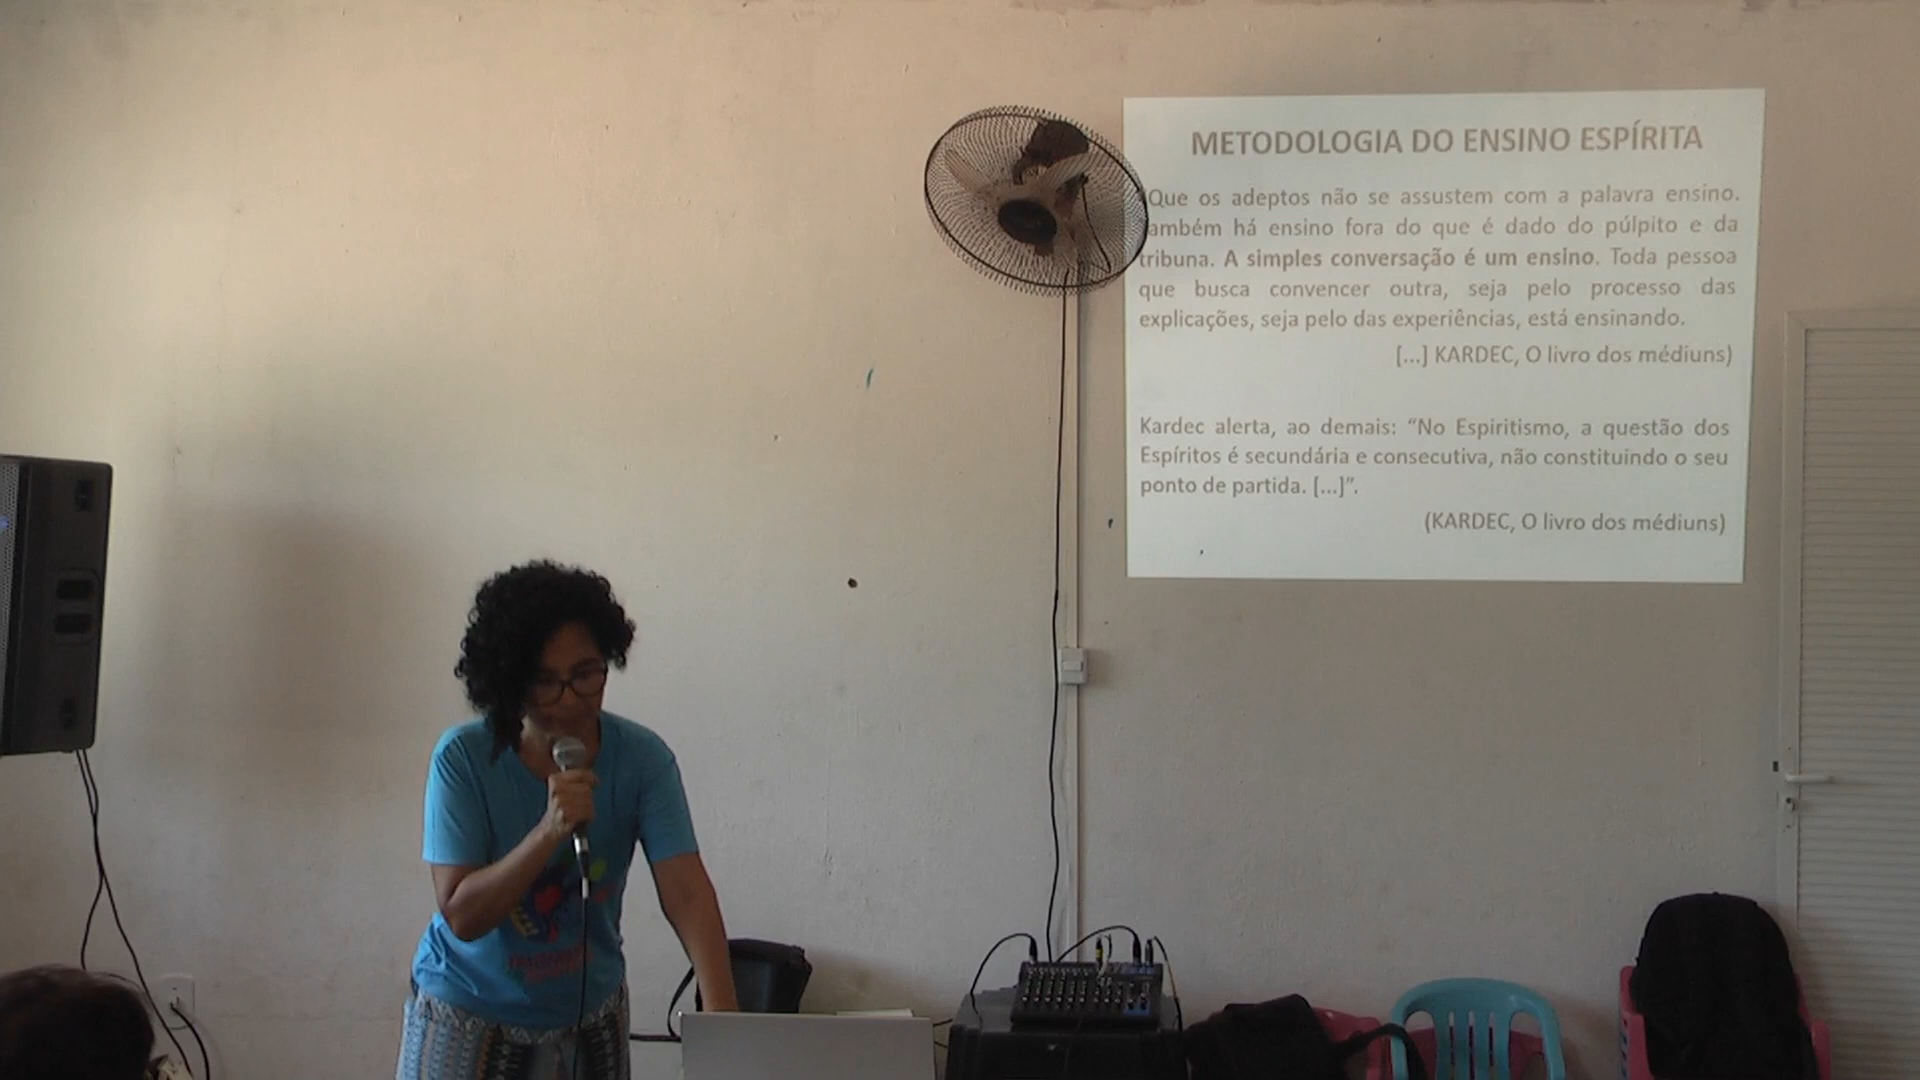 METODOLOGIA DO ENSINO ESPÍRITA
"Que os adeptos não se assustem com a palavra ensino.
ambém há ensino fora do que é dado do púlpito e da
tribuna. A simples conversação é um ensino. Toda pessoa
que busca convencer outra, seja pelo processo das
explicações, seja pelo das experiências, está ensinando.
[...] KARDEC, O livro dos médiuns)
Kardec alerta, ao demais: “No Espiritismo, a questão dos
Espíritos é secundária e consecutiva, não constituindo o seu
ponto de partida. [...]”.
(KARDEC, O livro dos médiuns)